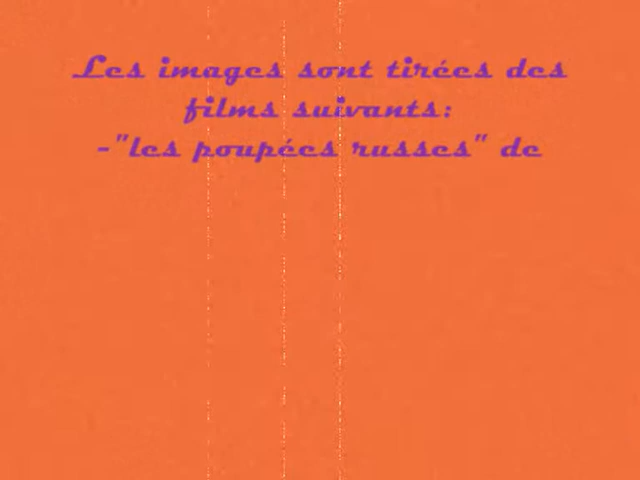 Les images sont tirées des
films suivants:
-"les poupées russes" de